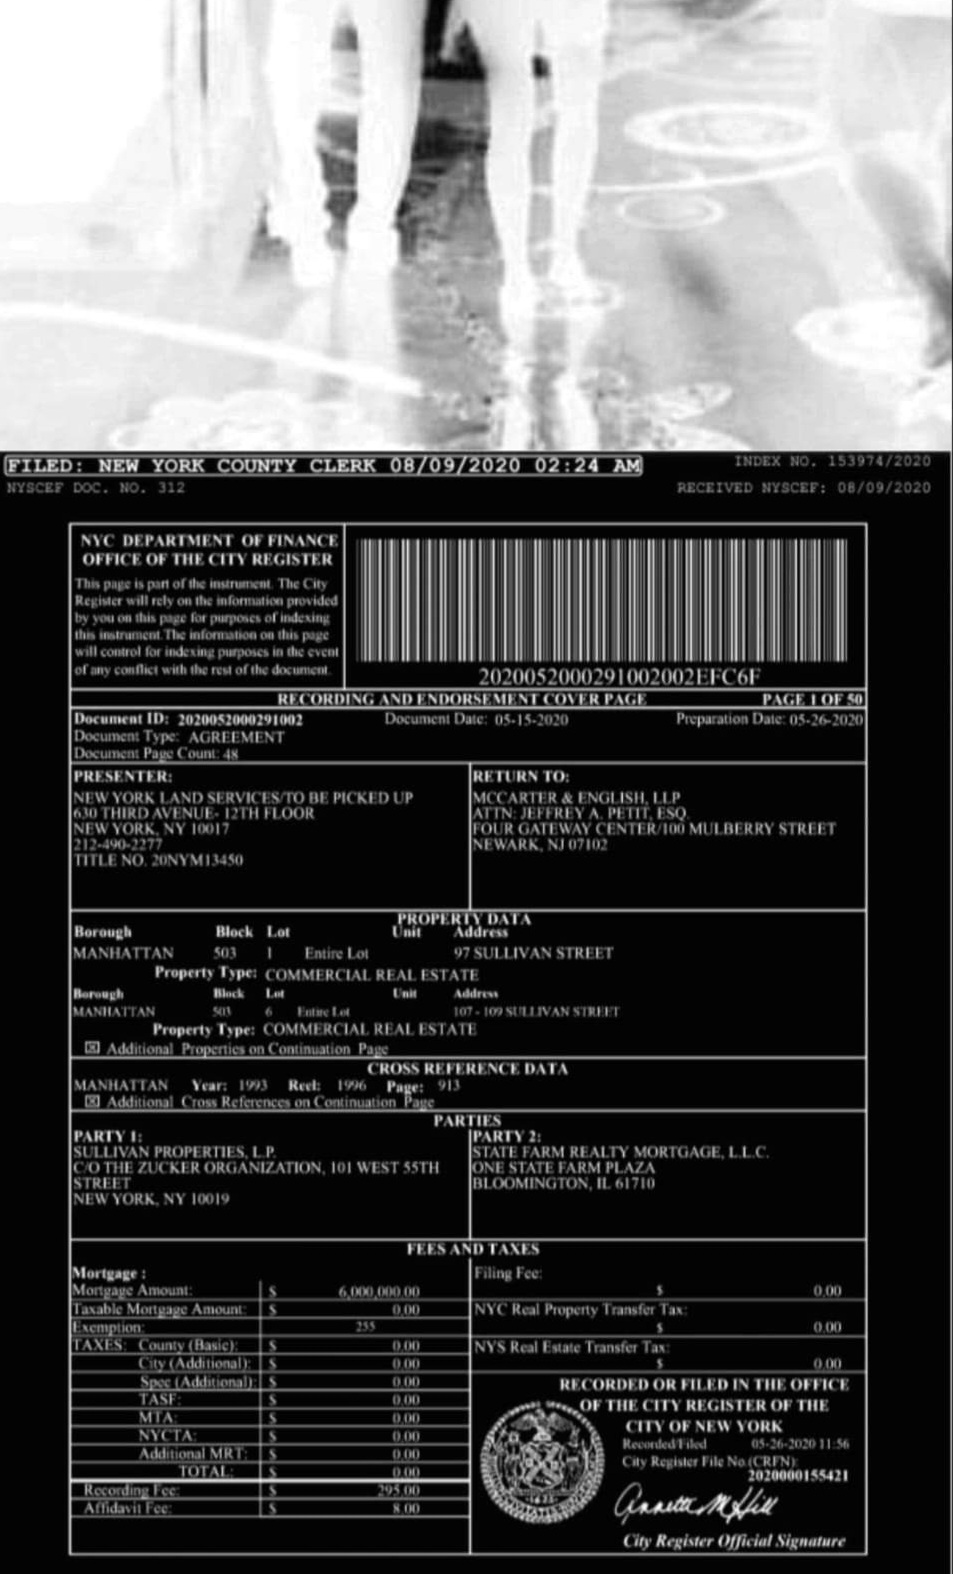 FILED: NEW YORK COUNTY CLERK 08/09/2020 02:24 AM
INDEX NO. 153974/2020
NYSCEF DOC. NO. 312
RECEIVED NYSCEF: 08/09/2020
NYC DEPARTMENT OF FINANCE
OFFICE OF THE CITY REGISTER
This page is part of the instrument. The City
Register will rely on the information provided
by you on this page for purposes of indexing
this instrument. The information on this page
will control for indexing purposes in the event
of any conflict with the rest of the document.
2020052000291002002EFC6F
RECORDING AND ENDORSEMENT COVER PAGE PAGE 1 OF 50
Document ID: 2020052000291002 Document Date: 05-15-2020 Preparation Date: 05-26-2020
Document Type: AGREEMENT
Document Page Count: 48
PRESENTER:
NEW YORK LAND SERVICES/TO BE PICKED UP
630 THIRD AVENUE- 12TH FLOOR
NEW YORK, NY 10017
212-490-2277
TITLE NO. 20NYM13450
RETURN TO:
MCCARTER & ENGLISH, LLP
ATTN: JEFFREY A. PETIT, ESQ.
FOUR GATEWAY CENTER/100 MULBERRY STREET
NEWARK, NJ 07102
PROPERTY DATA
Borough Block Lot Unit Address
MANHATTAN 503 1 Entire Lot 97 SULLIVAN STREET
Property Type: COMMERCIAL REAL ESTATE
Borough Block Lot Unit Address
MANHATTAN 503 6 Entire Lot 107 - 109 SULLIVAN STREET
Property Type: COMMERCIAL REAL ESTATE
☒ Additional Properties on Continuation Page
CROSS REFERENCE DATA
MANHATTAN Year: 1993 Reel: 1996 Page: 913
☒ Additional Cross References on Continuation Page
PARTIES
PARTY 1:
SULLIVAN PROPERTIES, L.P.
C/O THE ZUCKER ORGANIZATION, 101 WEST 55TH
STREET
NEW YORK, NY 10019
PARTY 2:
STATE FARM REALTY MORTGAGE, L.L.C.
ONE STATE FARM PLAZA
BLOOMINGTON, IL 61710
FEES AND TAXES
Mortgage :
Mortgage Amount: $ 6,000,000.00
Taxable Mortgage Amount: $ 0.00
Exemption: 255
TAXES: County (Basic): $ 0.00
City (Additional): $ 0.00
Spec (Additional): $ 0.00
TASF: $ 0.00
MTA: $ 0.00
NYCTA: $ 0.00
Additional MRT: $ 0.00
TOTAL: $ 0.00
Recording Fee: $ 295.00
Affidavit Fee: $ 8.00
Filing Fee:
$ 0.00
NYC Real Property Transfer Tax:
$ 0.00
NYS Real Estate Transfer Tax:
$ 0.00
RECORDED OR FILED IN THE OFFICE
OF THE CITY REGISTER OF THE
CITY OF NEW YORK
Recorded/Filed 05-26-2020 11:56
City Register File No.(CRFN):
2020000155421
Annette M Hill
City Register Official Signature